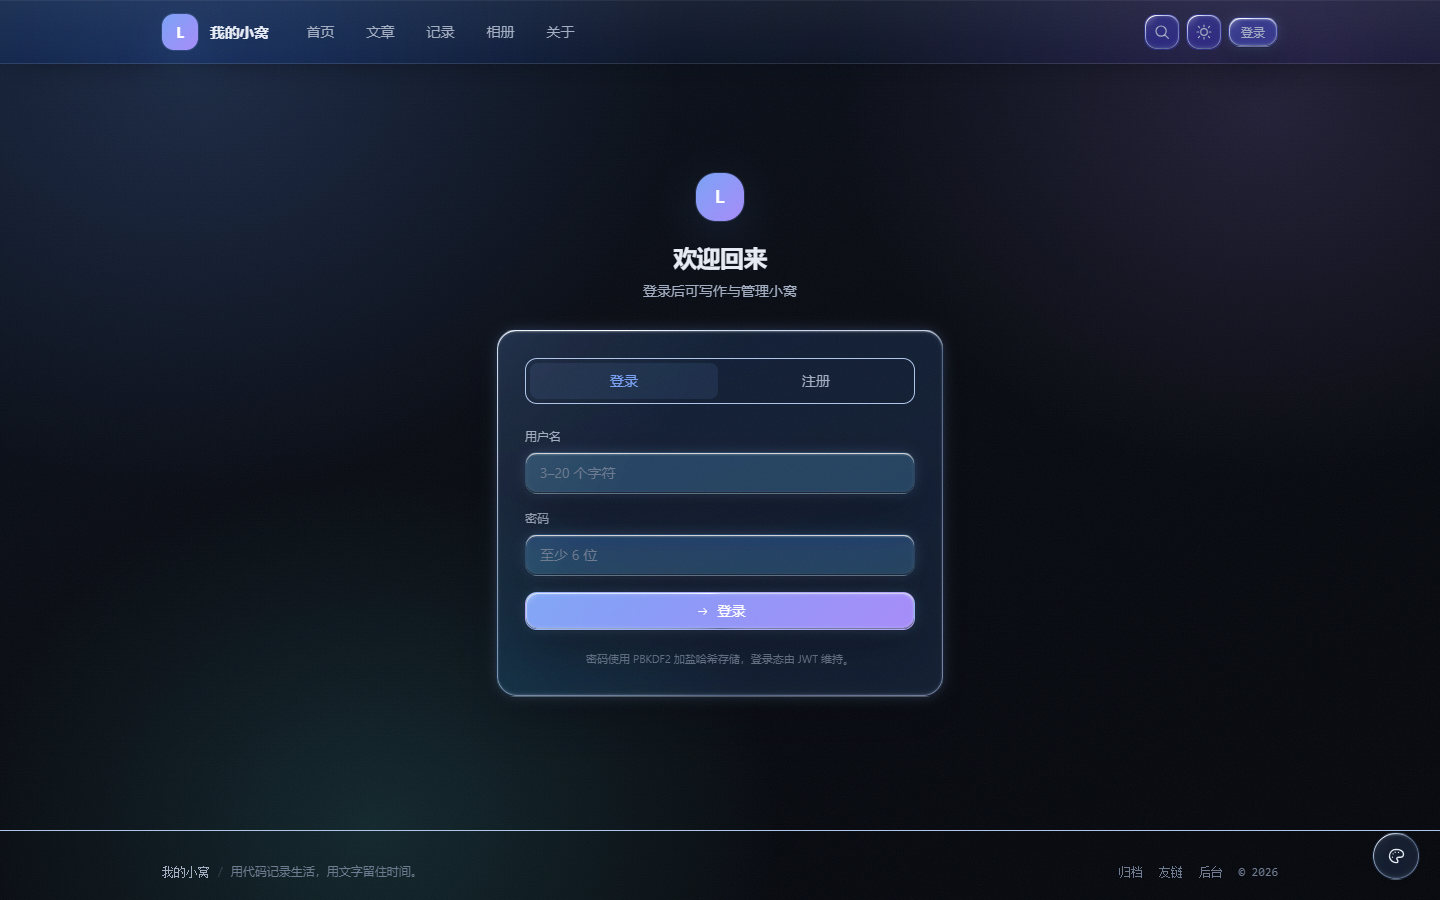 L 我的小窝 首页 文章 记录 相册 关于 登录
L
欢迎回来
登录后可写作与管理小窝
登录 注册
用户名
3–20 个字符
密码
至少 6 位
→ 登录
密码使用 PBKDF2 加盐哈希存储，登录态由 JWT 维持。
我的小窝 / 用代码记录生活，用文字留住时间。 归档 友链 后台 © 2026